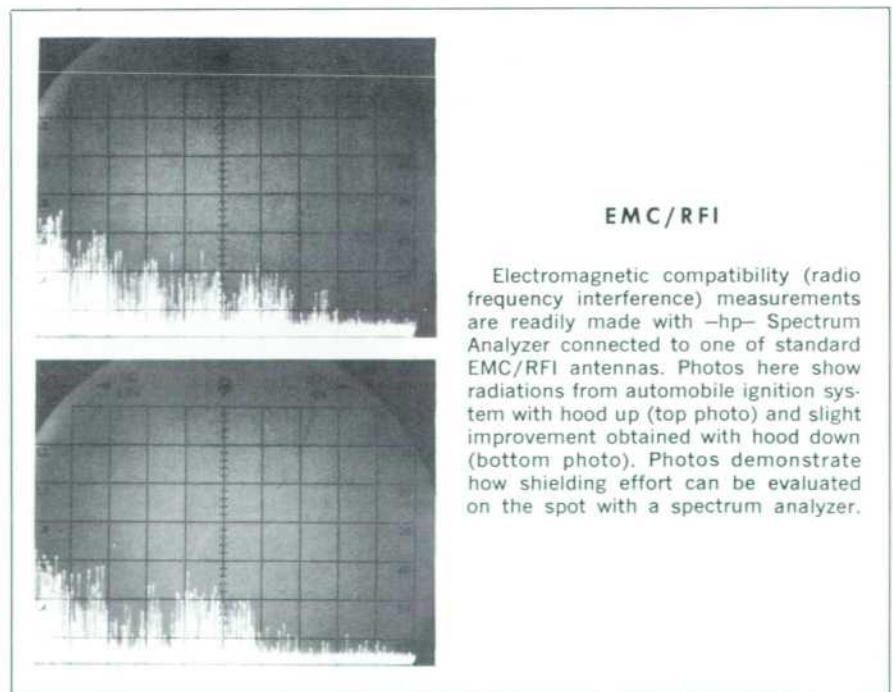 EMC/RFI
Electromagnetic compatibility (radio
frequency interference) measurements
are readily made with –hp– Spectrum
Analyzer connected to one of standard
EMC/RFI antennas. Photos here show
radiations from automobile ignition sys-
tem with hood up (top photo) and slight
improvement obtained with hood down
(bottom photo). Photos demonstrate
how shielding effort can be evaluated
on the spot with a spectrum analyzer.